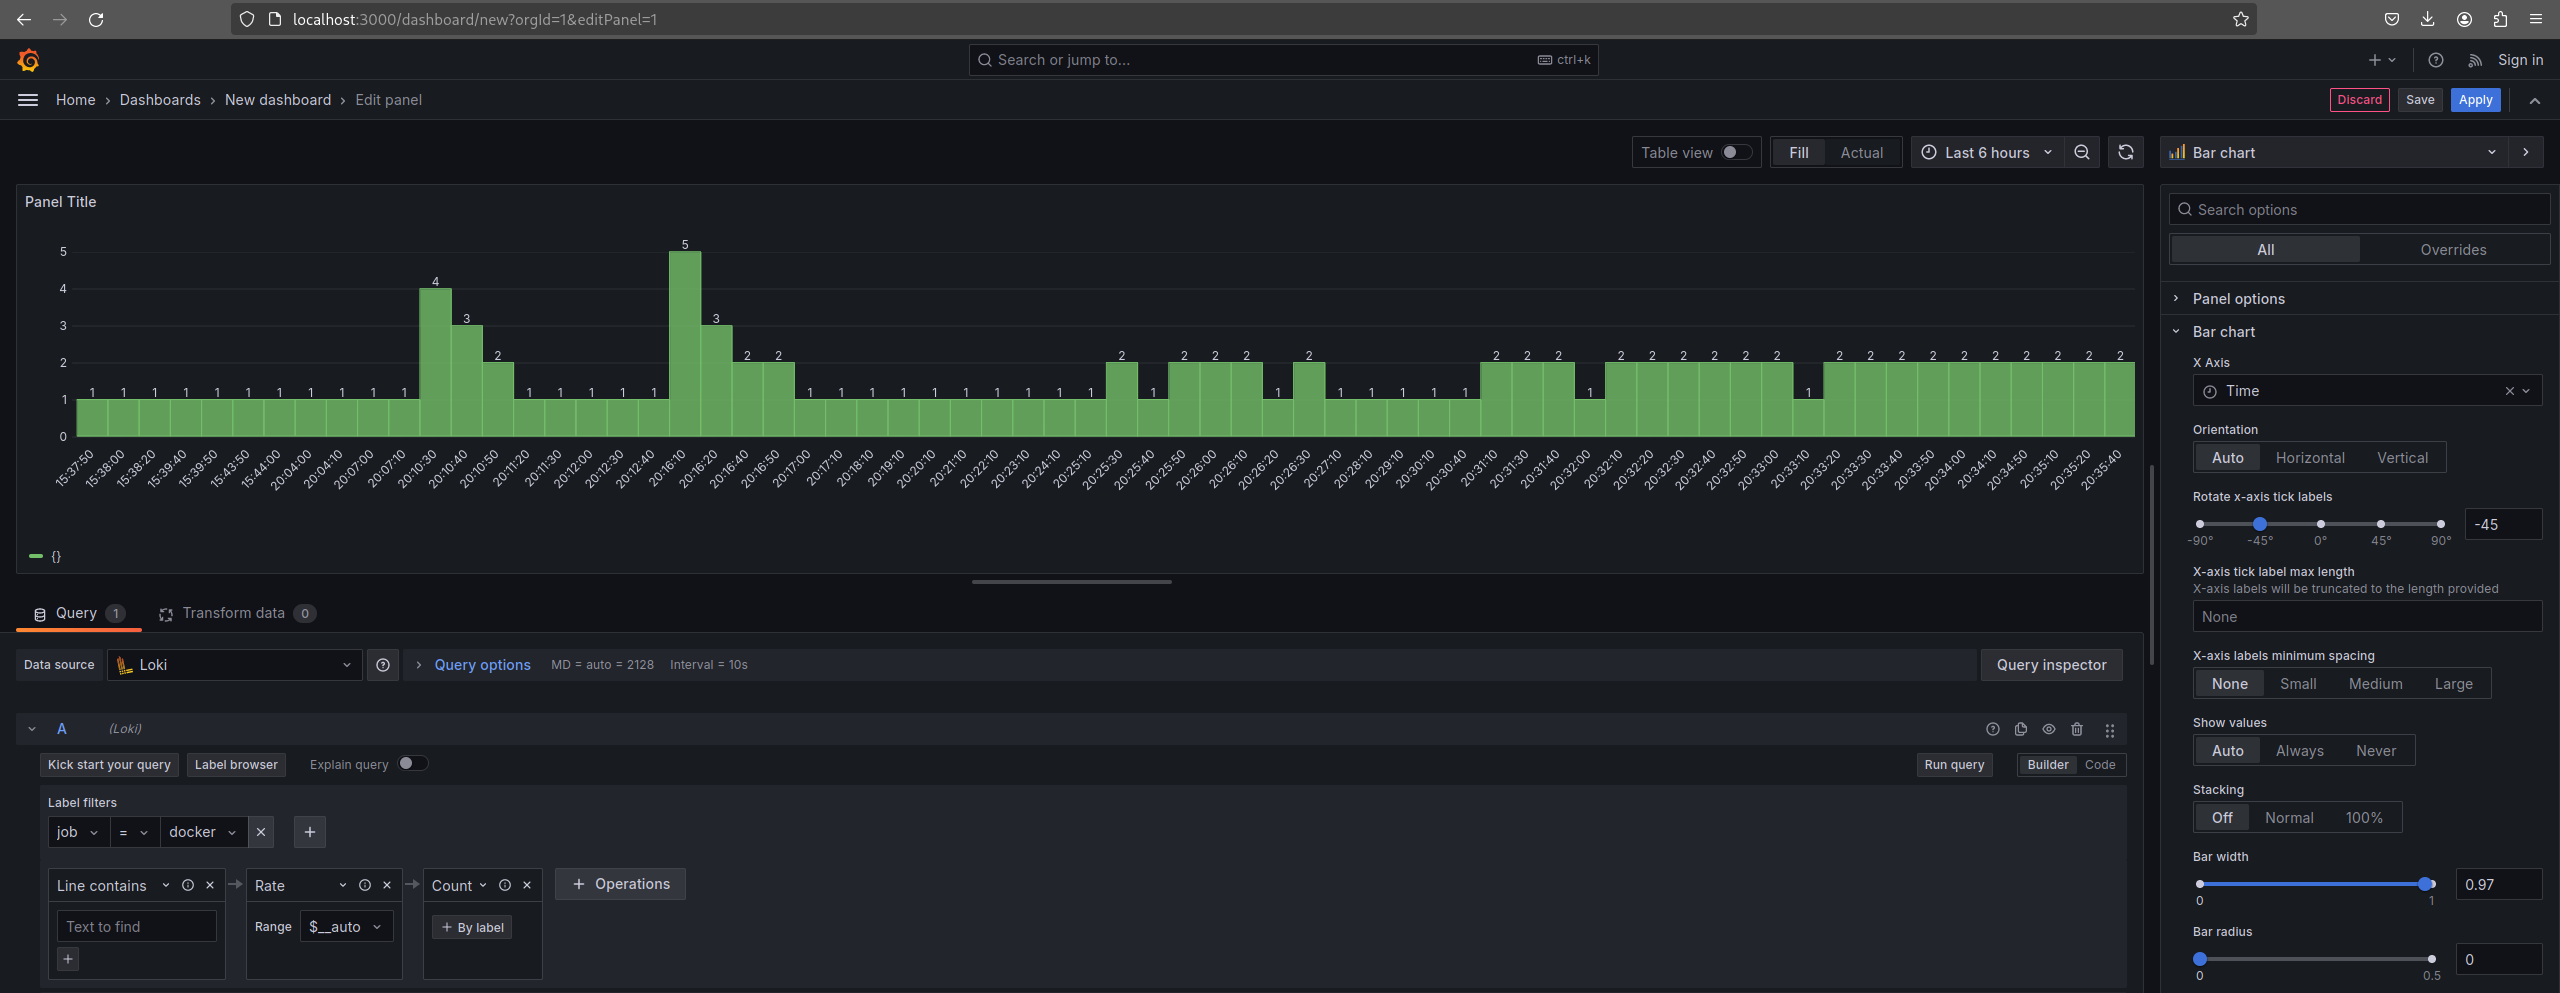 localhost:3000/dashboard/new?orgId=1&editPanel=1
Search or jump to...
ctrl+k
Sign in
Home › Dashboards › New dashboard › Edit panel
Discard
Save
Apply
Table view
Fill
Actual
Last 6 hours
Bar chart
Panel Title
5
4
3
2
1
0
1 1 1 1 1 1 1 1 1 1 1 4 3 2 1 1 1 1 1 5 3 2 2 1 1 1 1 1 1 1 1 1 1 2 1 2 2 2 1 2 1 1 1 1 1 2 2 2 1 2 2 2 2 2 2 1 2 2 2 2 2 2 2 2 2 2
15:37:50 15:38:00 15:38:20 15:39:40 15:39:50 15:43:50 15:44:00 20:04:00 20:04:10 20:07:00 20:07:10 20:10:30 20:10:40 20:10:50 20:11:20 20:11:30 20:12:00 20:12:30 20:12:40 20:16:10 20:16:20 20:16:40 20:16:50 20:17:00 20:17:10 20:18:10 20:19:10 20:20:10 20:21:10 20:22:10 20:23:10 20:24:10 20:25:10 20:25:30 20:25:40 20:25:50 20:26:00 20:26:10 20:26:20 20:26:30 20:27:10 20:28:10 20:29:10 20:30:10 20:30:40 20:31:10 20:31:30 20:31:40 20:32:00 20:32:10 20:32:20 20:32:30 20:32:40 20:32:50 20:33:00 20:33:10 20:33:20 20:33:30 20:33:40 20:33:50 20:34:00 20:34:10 20:34:50 20:35:10 20:35:20 20:35:40
{}
Query 1
Transform data 0
Data source
Loki
Query options
MD = auto = 2128
Interval = 10s
Query inspector
A
(Loki)
Kick start your query
Label browser
Explain query
Run query
Builder
Code
Label filters
job
=
docker
Line contains
Text to find
Rate
Range
$__auto
Count
+ By label
+ Operations
Search options
All
Overrides
Panel options
Bar chart
X Axis
Time
Orientation
Auto
Horizontal
Vertical
Rotate x-axis tick labels
-45
-90° -45° 0° 45° 90°
X-axis tick label max length
X-axis labels will be truncated to the length provided
None
X-axis labels minimum spacing
None
Small
Medium
Large
Show values
Auto
Always
Never
Stacking
Off
Normal
100%
Bar width
0.97
0 1
Bar radius
0
0 0.5